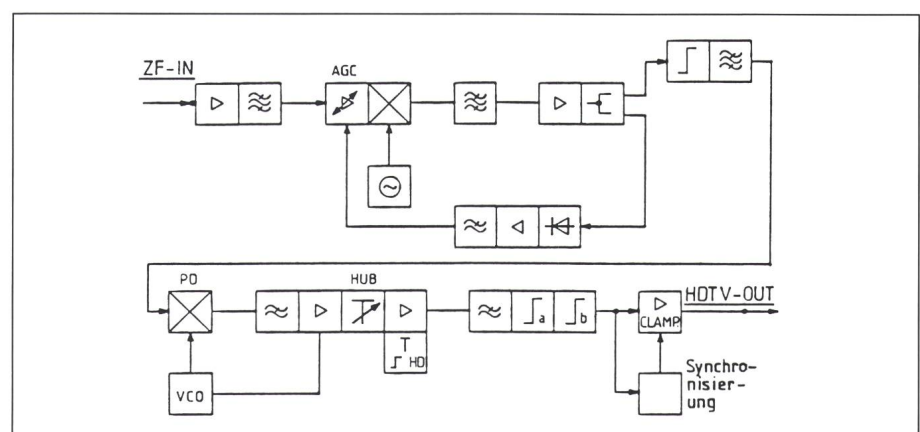 ZF-IN
AGC
PD
HUB
HDTV-OUT
CLAMP
a
b
HD
VCO
Synchro-
nisier-
ung